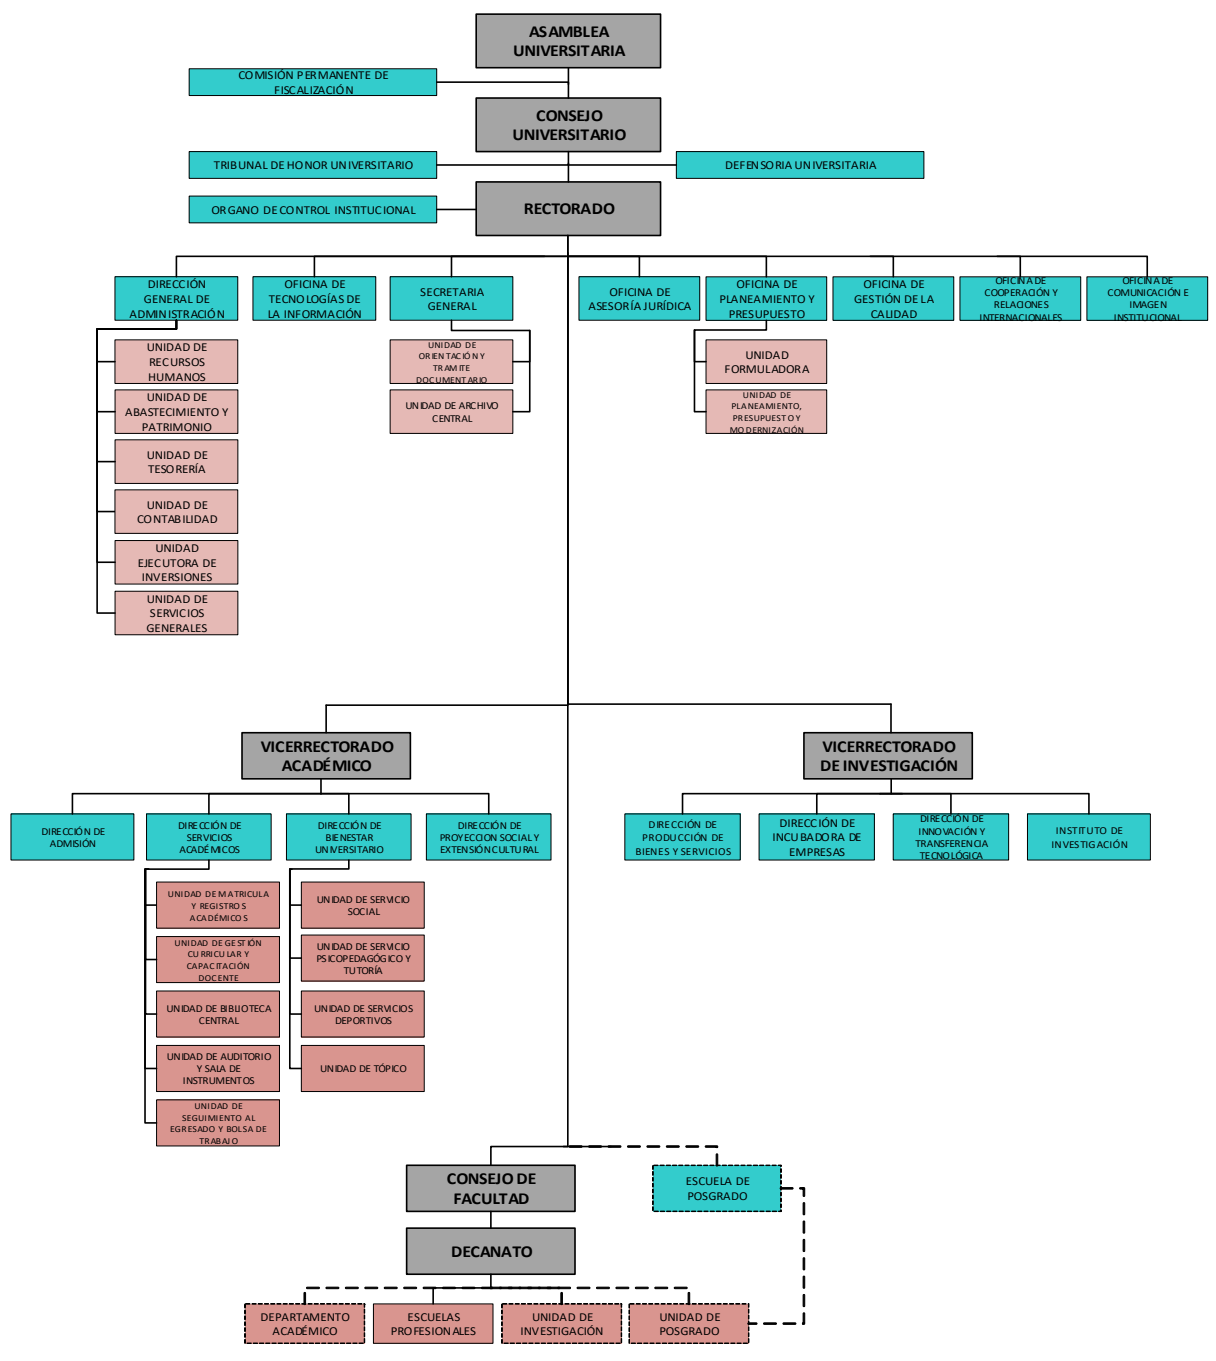 ASAMBLEA
UNIVERSITARIA
COMISIÓN PERMANENTE DE
FISCALIZACIÓN
CONSEJO
UNIVERSITARIO
TRIBUNAL DE HONOR UNIVERSITARIO
DEFENSORIA UNIVERSITARIA
ORGANO DE CONTROL INSTITUCIONAL
RECTORADO
DIRECCIÓN
GENERAL DE
ADMINISTRACIÓN
OFICINA DE
TECNOLOGÍAS DE
LA INFORMACIÓN
SECRETARIA
GENERAL
OFICINA DE
ASESORÍA JURÍDICA
OFICINA DE
PLANEAMIENTO Y
PRESUPUESTO
OFICINA DE
GESTIÓN DE LA
CALIDAD
OFICINA DE
COOPERACIÓN Y
RELACIONES
INTERNACIONALES
OFICINA DE
COMUNICACIÓN E
IMAGEN
INSTITUCIONAL
UNIDAD DE
RECURSOS
HUMANOS
UNIDAD DE
ABASTECIMIENTO Y
PATRIMONIO
UNIDAD DE
TESORERÍA
UNIDAD DE
CONTABILIDAD
UNIDAD
EJECUTORA DE
INVERSIONES
UNIDAD DE
SERVICIOS
GENERALES
UNIDAD DE
ORIENTACIÓN Y
TRAMITE
DOCUMENTARIO
UNIDAD DE ARCHIVO
CENTRAL
UNIDAD
FORMULADORA
UNIDAD DE
PLANEAMIENTO,
PRESUPUESTO Y
MODERNIZACIÓN
VICERRECTORADO
ACADÉMICO
VICERRECTORADO
DE INVESTIGACIÓN
DIRECCIÓN DE
ADMISIÓN
DIRECCIÓN DE
SERVICIOS
ACADÉMICOS
DIRECCIÓN DE
BIENESTAR
UNIVERSITARIO
DIRECCIÓN DE
PROYECCION SOCIAL Y
EXTENSIÓN CULTURAL
DIRECCIÓN DE
PRODUCCIÓN DE
BIENES Y SERVICIOS
DIRECCIÓN DE
INCUBADORA DE
EMPRESAS
DIRECCIÓN DE
INNOVACIÓN Y
TRANSFERENCIA
TECNOLÓGICA
INSTITUTO DE
INVESTIGACIÓN
UNIDAD DE MATRICULA
Y REGISTROS
ACADÉMICOS
UNIDAD DE GESTIÓN
CURRICULAR Y
CAPACITACIÓN
DOCENTE
UNIDAD DE BIBLIOTECA
CENTRAL
UNIDAD DE AUDITORIO
Y SALA DE
INSTRUMENTOS
UNIDAD DE
SEGUIMIENTO AL
EGRESADO Y BOLSA DE
TRABAJO
UNIDAD DE SERVICIO
SOCIAL
UNIDAD DE SERVICIO
PSICOPEDAGÓGICO Y
TUTORÍA
UNIDAD DE SERVICIOS
DEPORTIVOS
UNIDAD DE TÓPICO
CONSEJO DE
FACULTAD
ESCUELA DE
POSGRADO
DECANATO
DEPARTAMENTO
ACADÉMICO
ESCUELAS
PROFESIONALES
UNIDAD DE
INVESTIGACIÓN
UNIDAD DE
POSGRADO